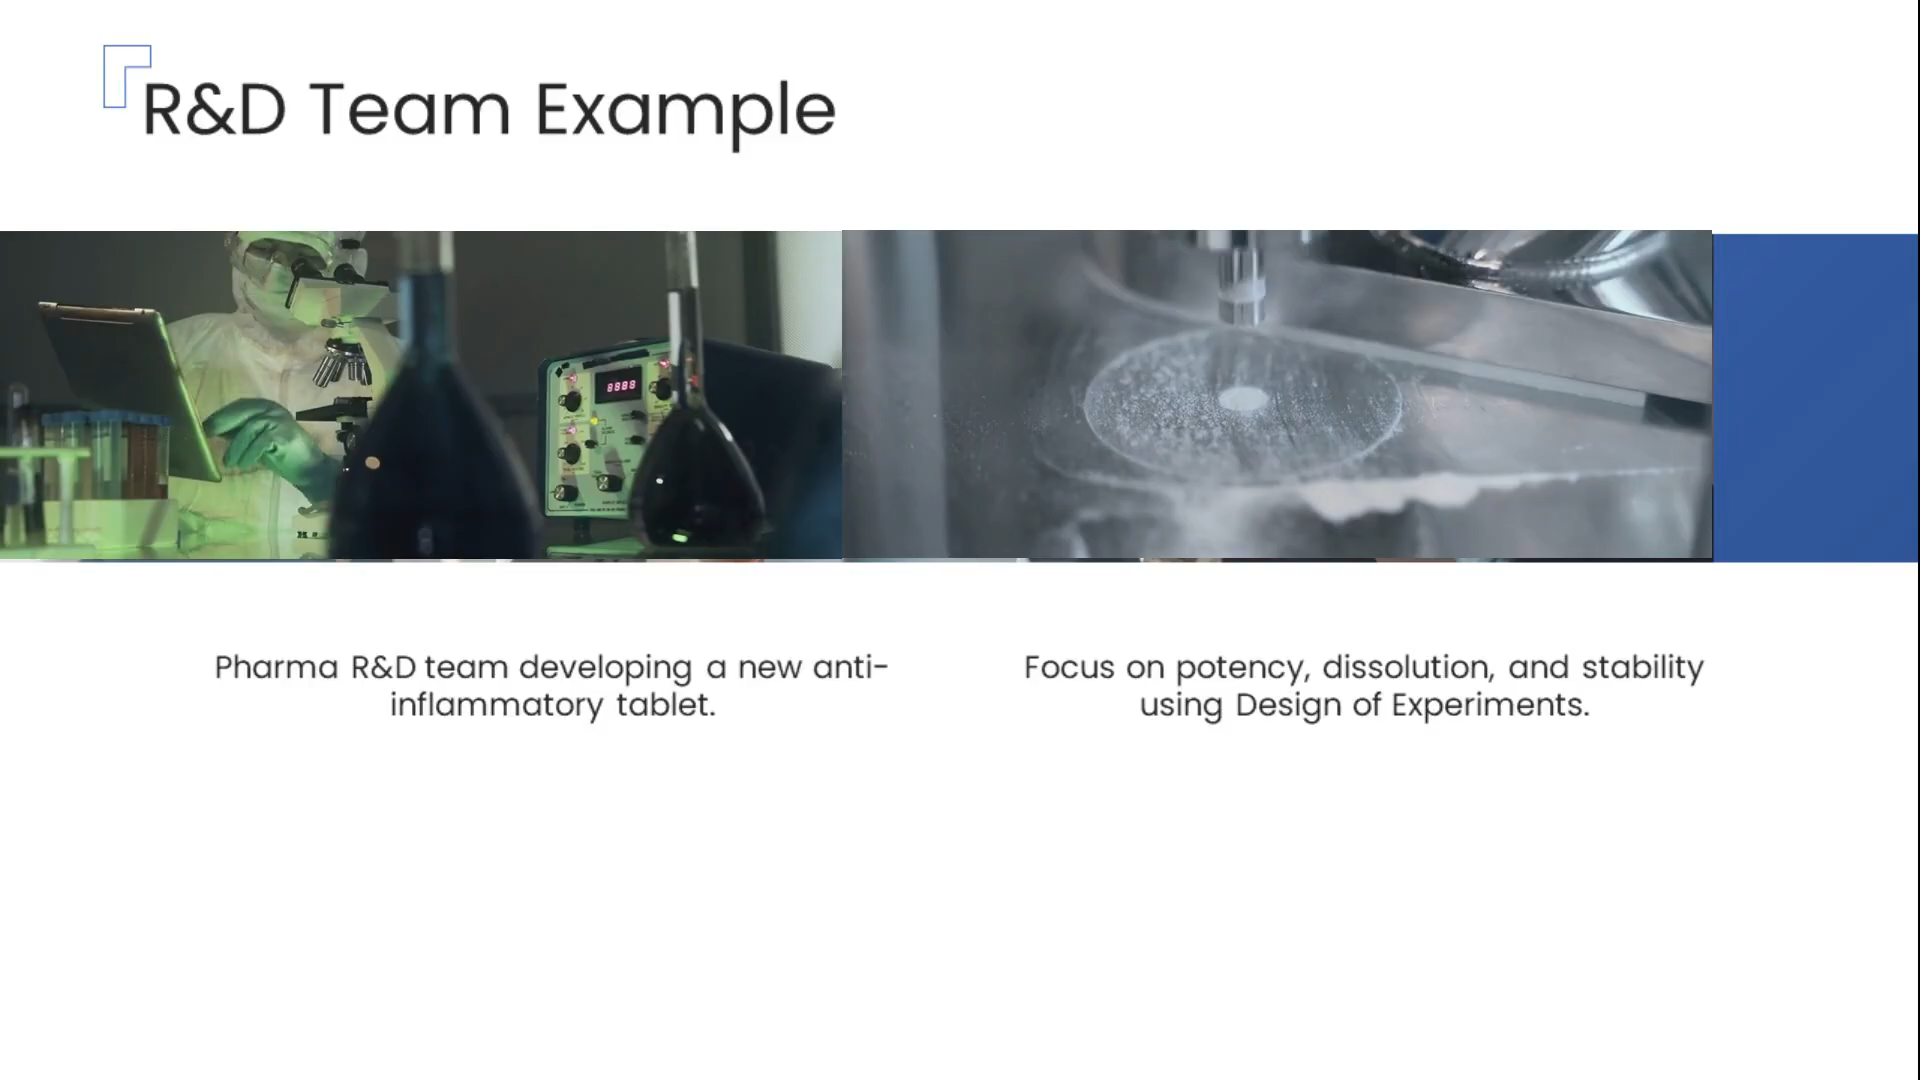 R&D Team Example
8888
Pharma R&D team developing a new anti-
inflammatory tablet.
Focus on potency, dissolution, and stability
using Design of Experiments.